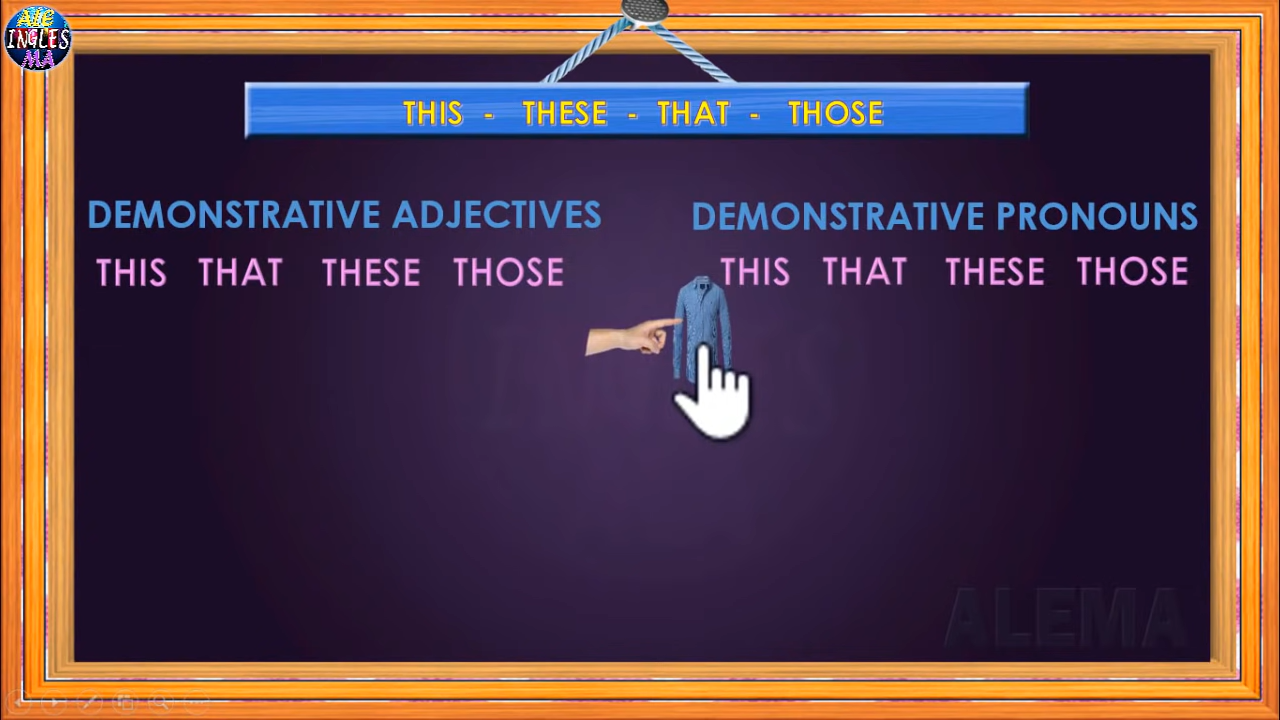 ALE
INGLES
MA
THIS - THESE - THAT - THOSE
DEMONSTRATIVE ADJECTIVES
DEMONSTRATIVE PRONOUNS
THIS THAT THESE THOSE
THIS THAT THESE THOSE
ALEMA